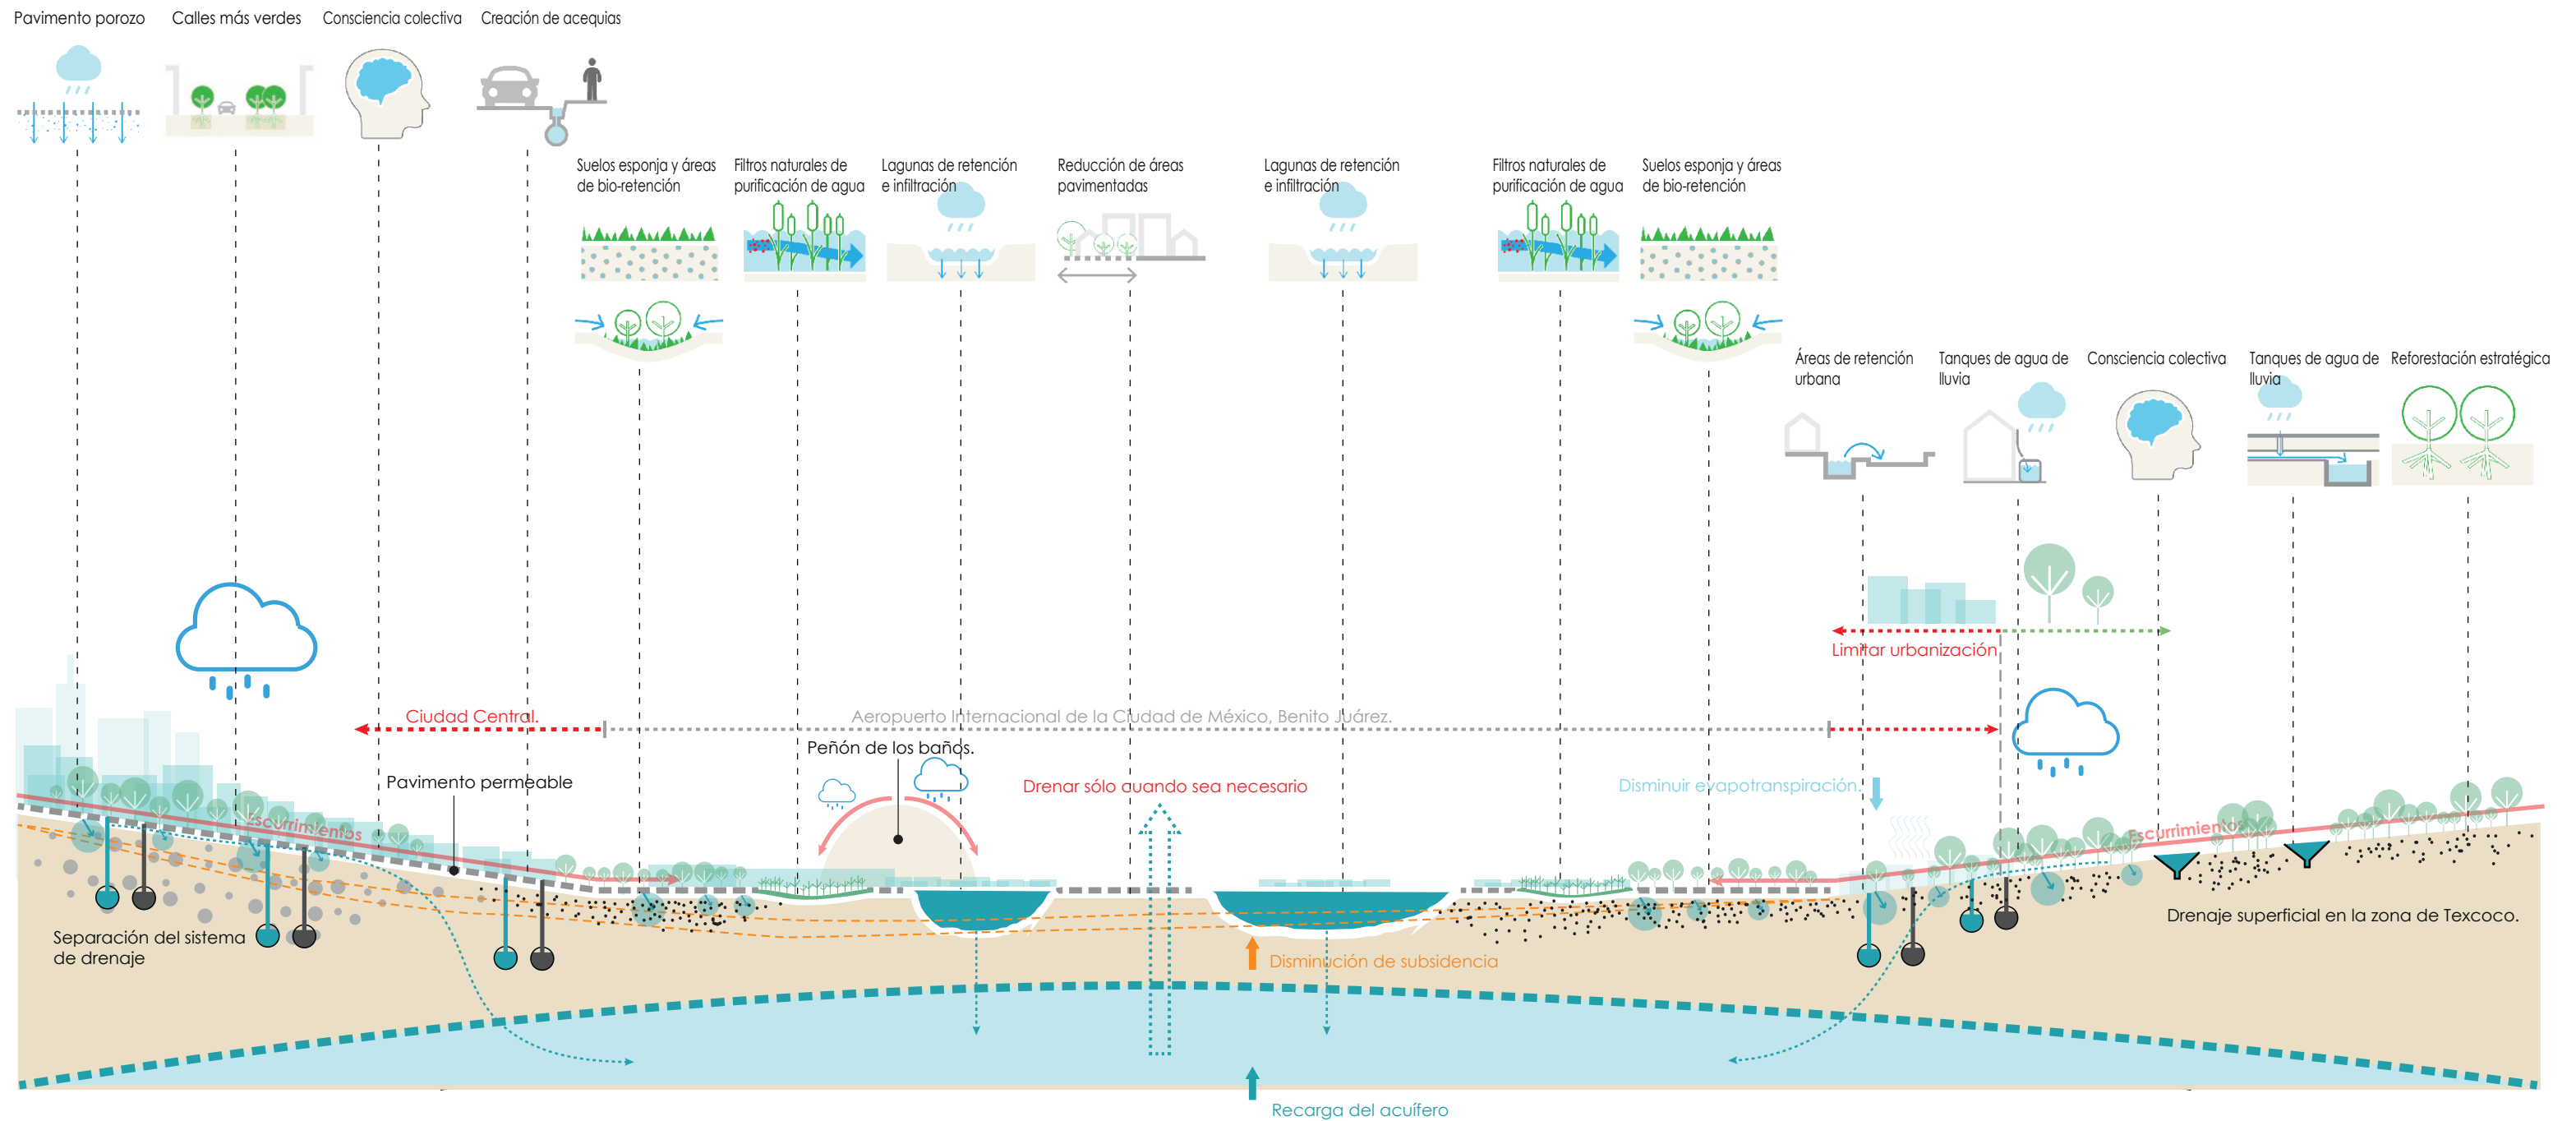 Pavimento porozo
Calles más verdes
Consciencia colectiva
Creación de acequias
Suelos esponja y áreas
de bio-retención
Filtros naturales de
purificación de agua
Lagunas de retención
e infiltración
Reducción de áreas
pavimentadas
Lagunas de retención
e infiltración
Filtros naturales de
purificación de agua
Suelos esponja y áreas
de bio-retención
Áreas de retención
urbana
Tanques de agua de
lluvia
Consciencia colectiva
Tanques de agua de
lluvia
Reforestación estratégica
Limitar urbanización
Ciudad Central.
Aeropuerto Internacional de la Ciudad de México, Benito Juárez.
Peñón de los baños.
Pavimento permeable
Drenar sólo cuando sea necesario
Disminuir evapotranspiración.
Escurrimientos
Escurrimientos
Separación del sistema
de drenaje
Drenaje superficial en la zona de Texcoco.
Disminución de subsidencia
Recarga del acuífero